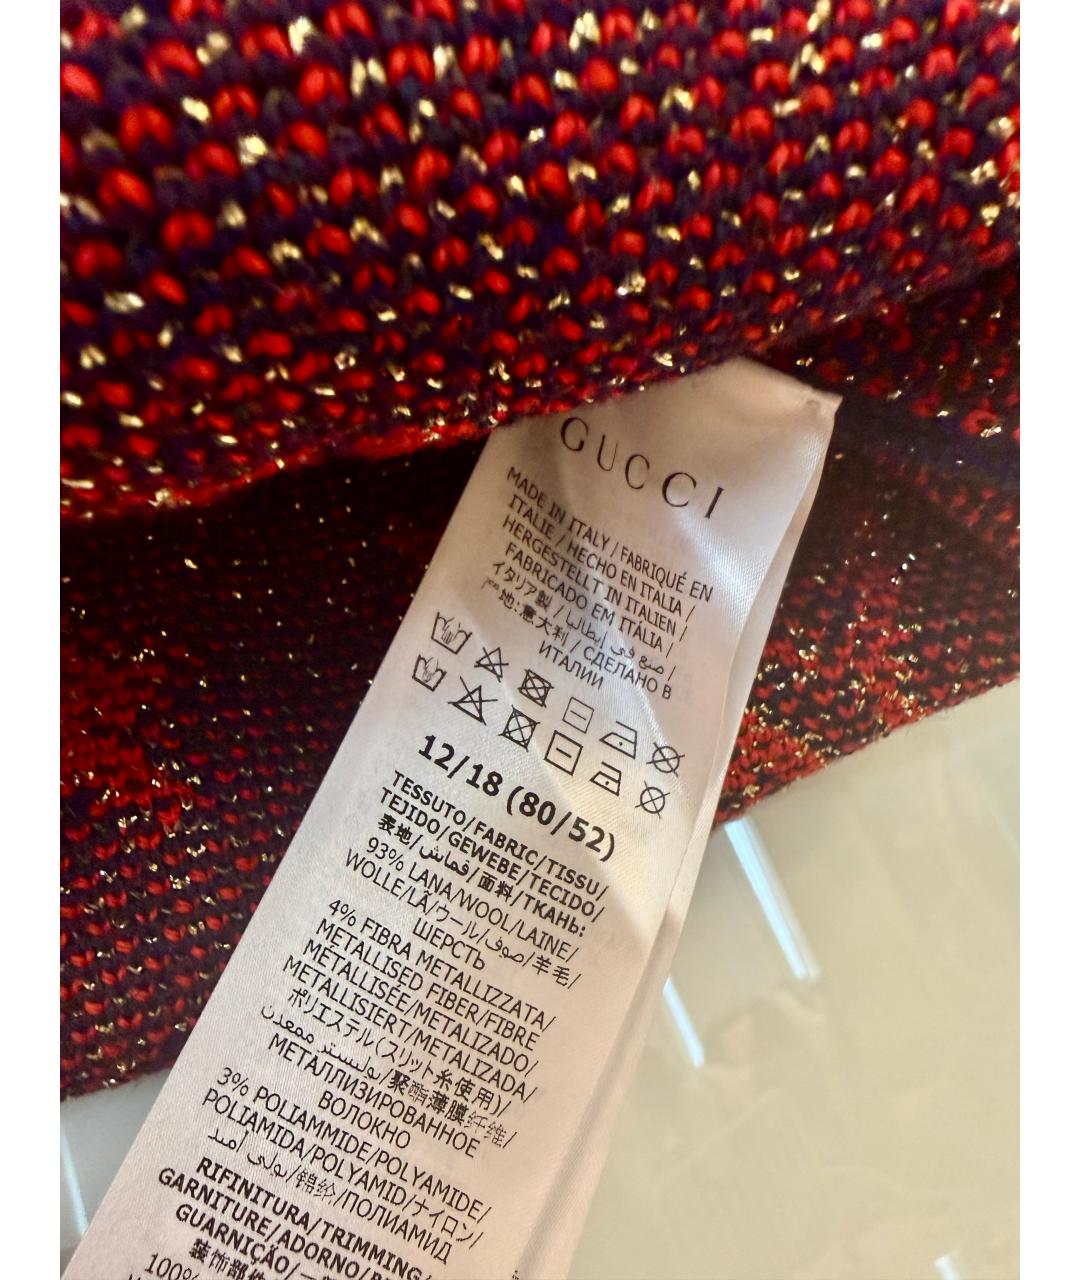 GUCCI
MADE IN ITALY / FABRIQUÉ EN
ITALIE / HECHO EN ITALIA /
HERGESTELLT IN ITALIEN /
FABRICADO EM ITÁLIA /
イタリア製 / صنع في إيطاليا /
地: 意大利 / СДЕЛАНО В
ИТАЛИИ
12/18 (80/52)
TESSUTO/FABRIC/TISSU/
TEJIDO/GEWEBE/TECIDO/
表地/قماش/面料/ТКАНЬ:
93% LANA/WOOL/LAINE/
WOLLE/LÃ/ウール/صوف/羊毛/
ШЕРСТЬ
4% FIBRA METALLIZZATA/
METALLISED FIBER/FIBRE
MÉTALLISÉE/METALIZADO/
METALLISIERT/METALIZADA/
ポリエステル(スリット糸使用)/
بوليستر ممعدن/聚酯薄膜纤维/
МЕТАЛЛИЗИРОВАННОЕ
ВОЛОКНО
3% POLIAMMIDE/POLYAMIDE/
POLIAMIDA/POLYAMID/ナイロン/
بولي أميد/锦纶/ПОЛИАМИД
RIFINITURA/TRIMMING/
GARNITURE/ADORNO/
GUARNIÇÃO/
装饰部
100%